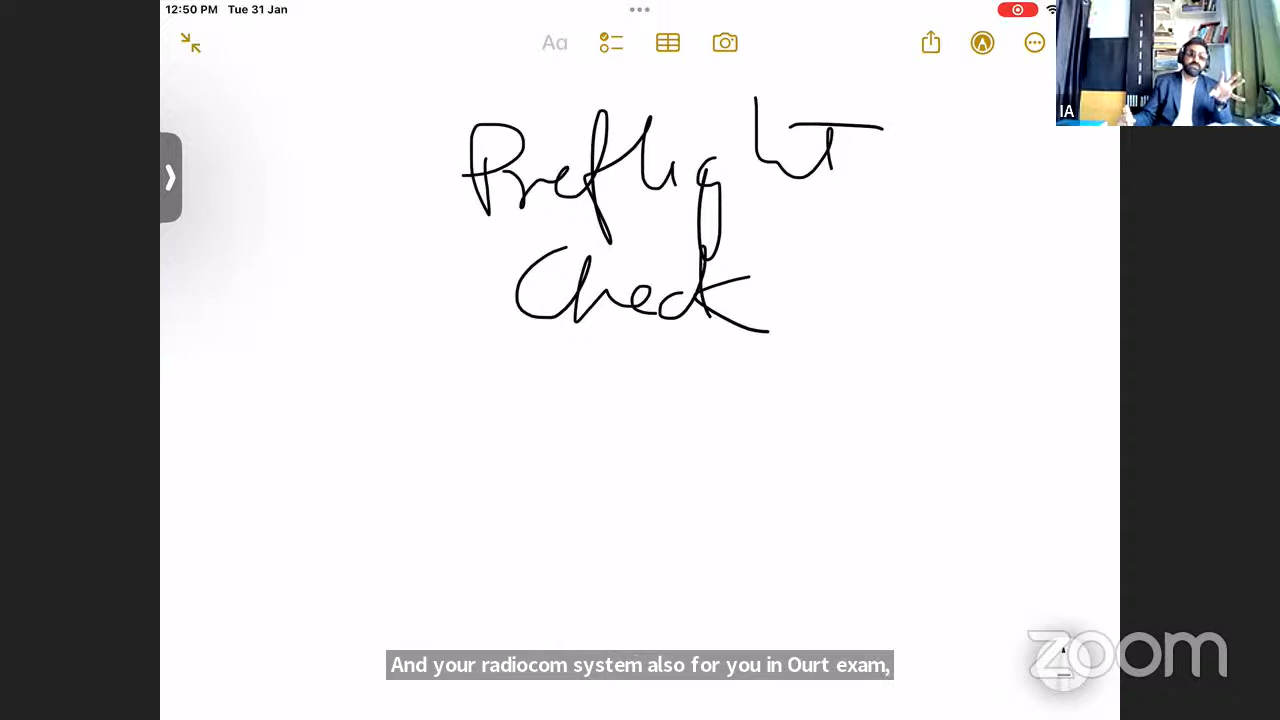 12:50 PM Tue 31 Jan
Aa
Preflight
Check
IA
And your radiocom system also for you in Ourt exam,
zoom